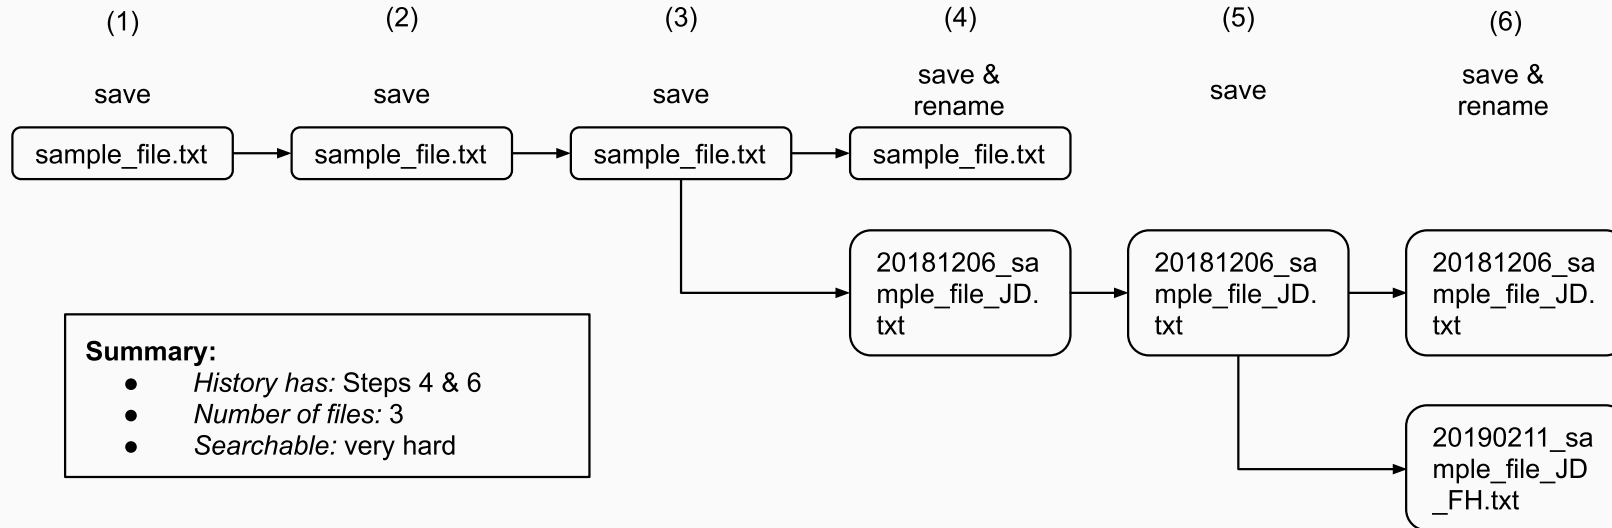 (1)
(2)
(3)
(4)
(5)
(6)
save
save
save
save &
rename
save
save &
rename
sample_file.txt
sample_file.txt
sample_file.txt
sample_file.txt
20181206_sa
mple_file_JD.
txt
20181206_sa
mple_file_JD.
txt
20181206_sa
mple_file_JD.
txt
Summary:
● History has: Steps 4 & 6
● Number of files: 3
● Searchable: very hard
20190211_sa
mple_file_JD
_FH.txt